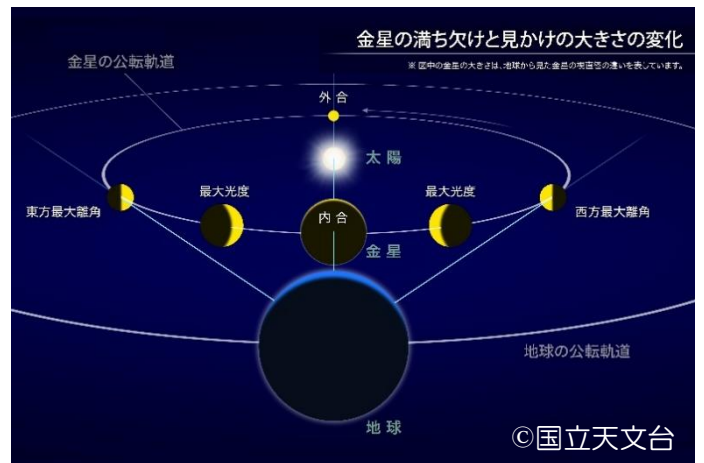 金星の満ち欠けと見かけの大きさの変化
※ 図中の金星の大きさは、地球から見た金星の視直径の違いを表しています。
金星の公転軌道
外合
太陽
最大光度
最大光度
東方最大離角
内合
西方最大離角
金星
地球の公転軌道
地球
©国立天文台